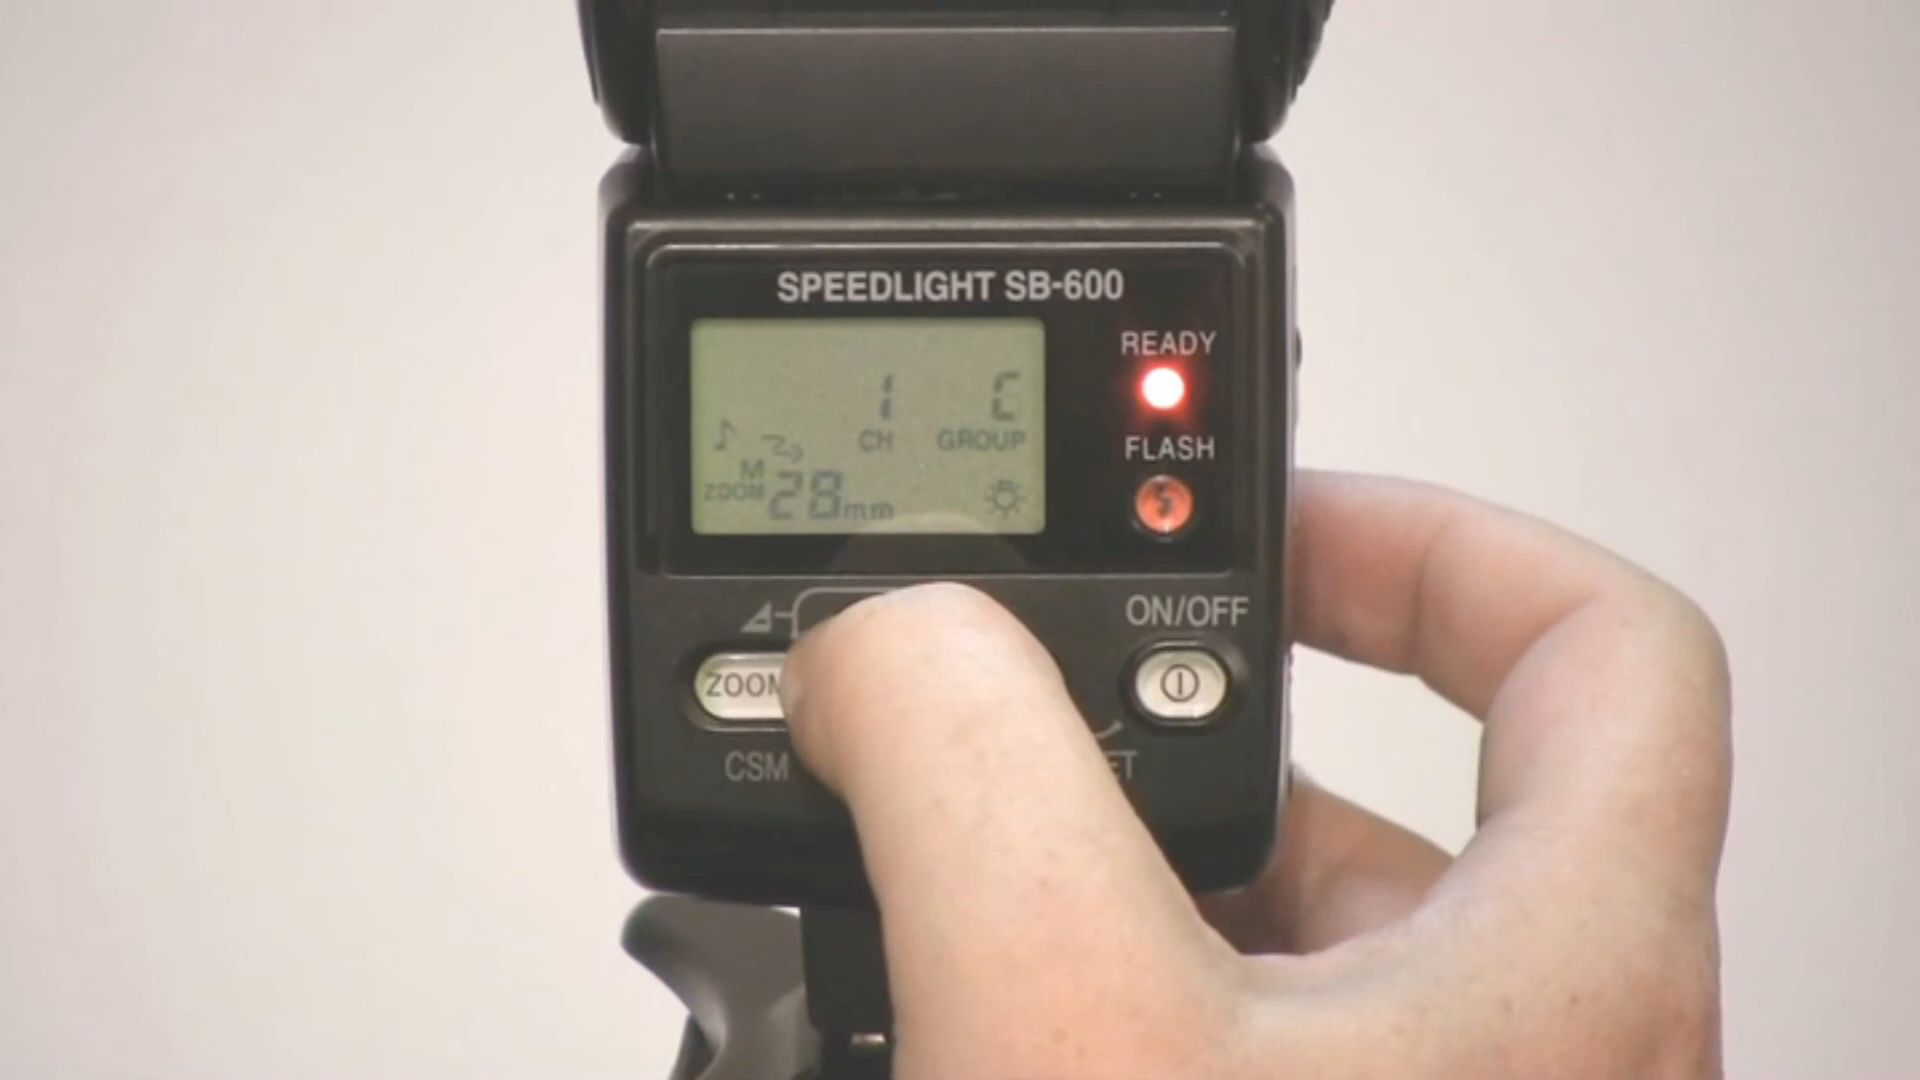 SPEEDLIGHT SB-600
READY
1 C
CH GROUP
FLASH
M
ZOOM 28mm
ON/OFF
ZOOM
CSM